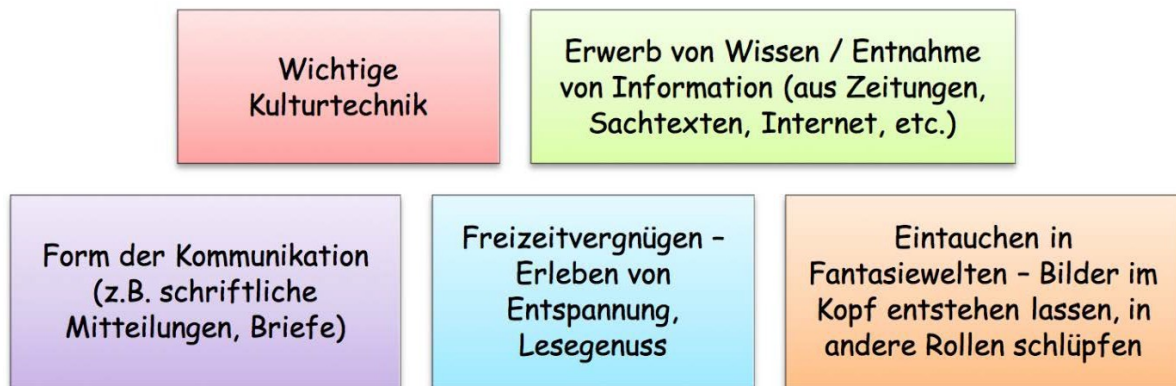 Wichtige
Kulturtechnik
Erwerb von Wissen / Entnahme
von Information (aus Zeitungen,
Sachtexten, Internet, etc.)
Form der Kommunikation
(z.B. schriftliche
Mitteilungen, Briefe)
Freizeitvergnügen –
Erleben von
Entspannung,
Lesegenuss
Eintauchen in
Fantasiewelten – Bilder im
Kopf entstehen lassen, in
andere Rollen schlüpfen